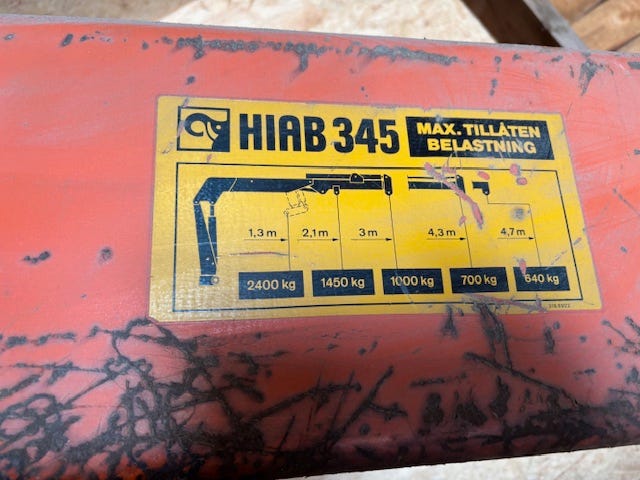 HIAB 345
MAX. TILLÅTEN
BELASTNING
1,3 m 2,1 m 3 m 4,3 m 4,7 m
2400 kg 1450 kg 1000 kg 700 kg 640 kg